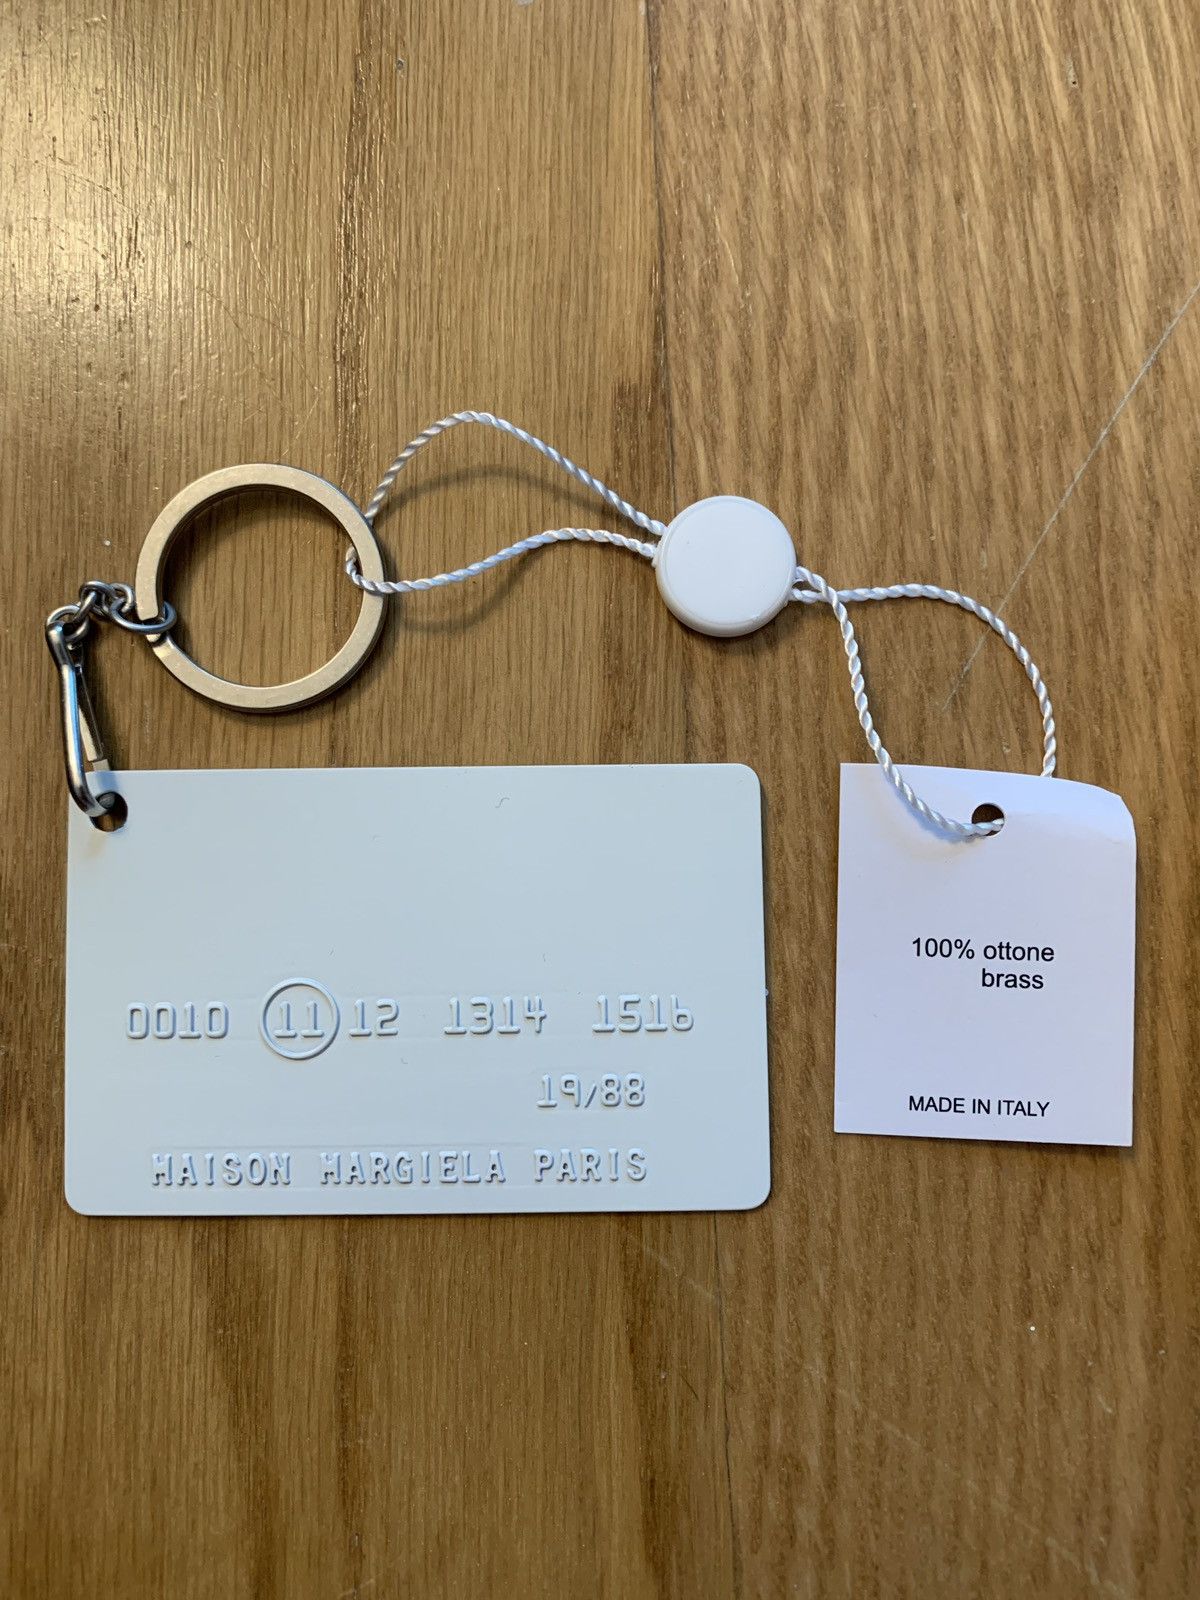 0010 11 12 1314 1516
19/88
MAISON MARGIELA PARIS
100% ottone
brass
MADE IN ITALY